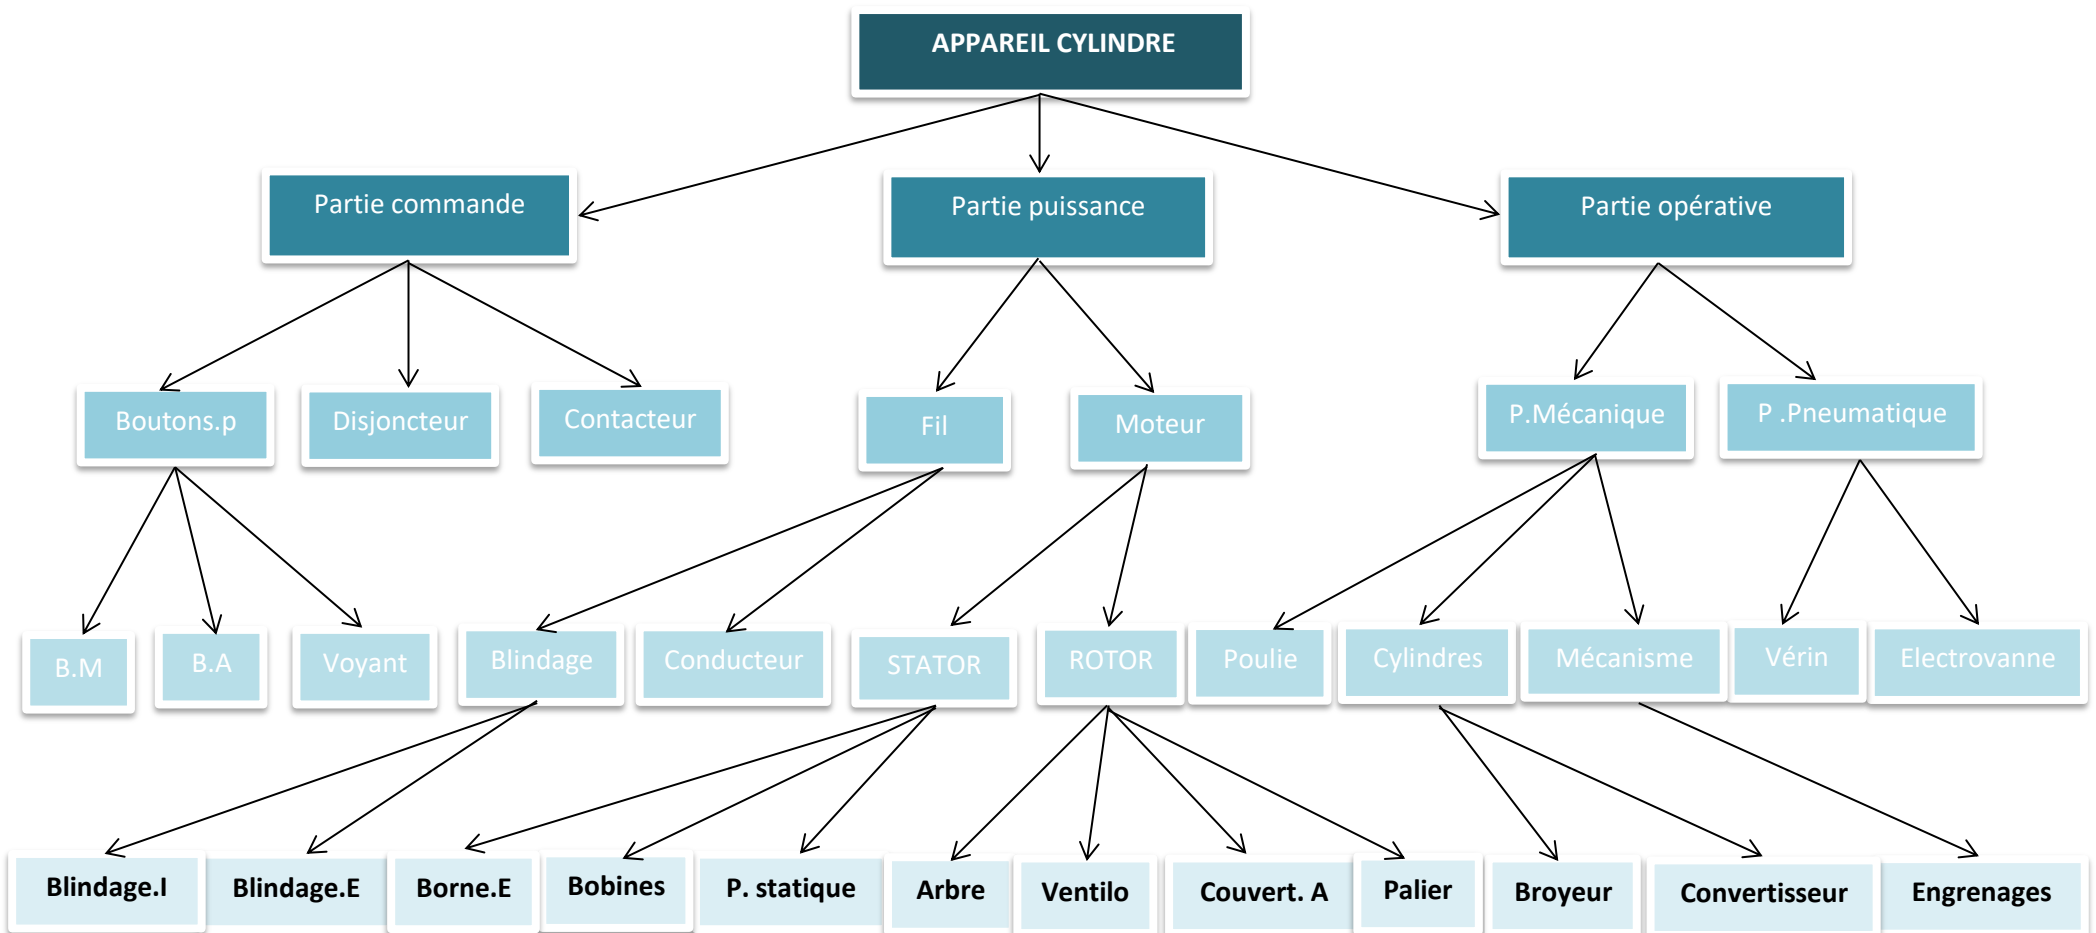 APPAREIL CYLINDRE
Partie commande
Partie puissance
Partie opérative
Boutons.p
Disjoncteur
Contacteur
Fil
Moteur
P.Mécanique
P .Pneumatique
B.M
B.A
Voyant
Blindage
Conducteur
STATOR
ROTOR
Poulie
Cylindres
Mécanisme
Vérin
Electrovanne
Blindage.I
Blindage.E
Borne.E
Bobines
P. statique
Arbre
Ventilo
Couvert. A
Palier
Broyeur
Convertisseur
Engrenages